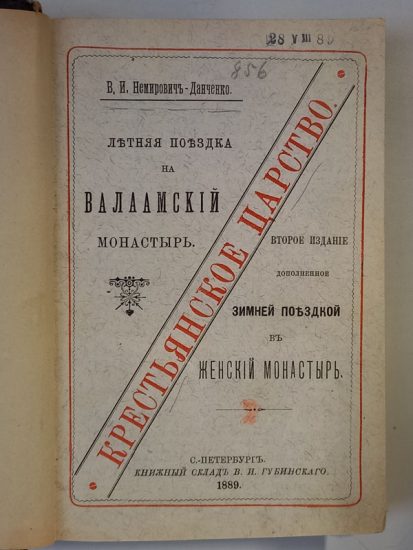 28 VIII 8
856
В. И. Немировичъ-Данченко.
ЛѢТНЯЯ ПОѢЗДКА
НА
ВАЛААМСКІЙ
МОНАСТЫРЬ.
КРЕСТЬЯНСКОЕ ЦАРСТВО.
ВТОРОЕ ИЗДАНІЕ
ДОПОЛНЕННОЕ
ЗИМНЕЙ ПОѢЗДКОЙ
ВЪ
ЖЕНСКІЙ МОНАСТЫРЬ.
С.-ПЕТЕРБУРГЪ.
КНИЖНЫЙ СКЛАДЪ В. И. ГУБИНСКАГО.
1889.